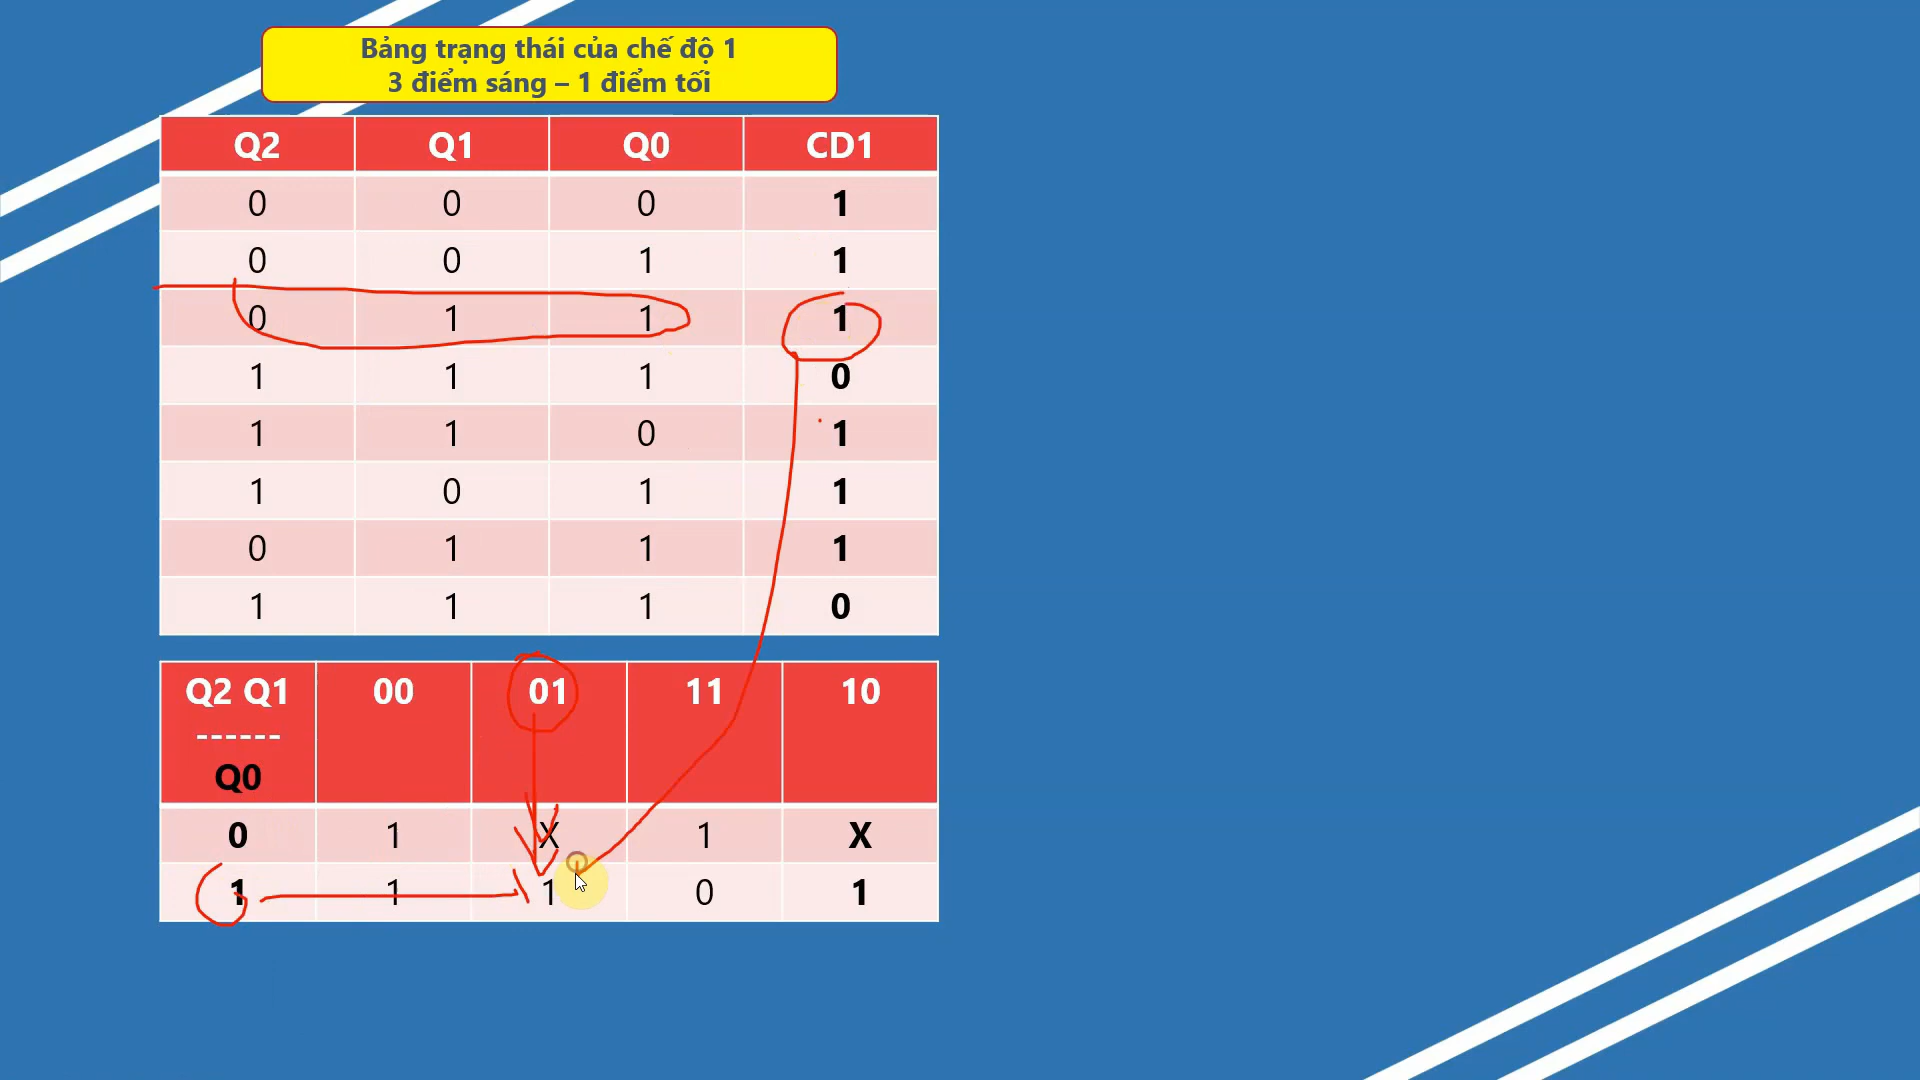 Bảng trạng thái của chế độ 1
3 điểm sáng – 1 điểm tối
Q2 Q1 Q0 CD1
0 0 0 1
0 0 1 1
0 1 1 1
1 1 1 0
1 1 0 1
1 0 1 1
0 1 1 1
1 1 1 0
Q2 Q1 00 01 11 10
------
Q0
0 1 X 1 X
1 1 1 0 1